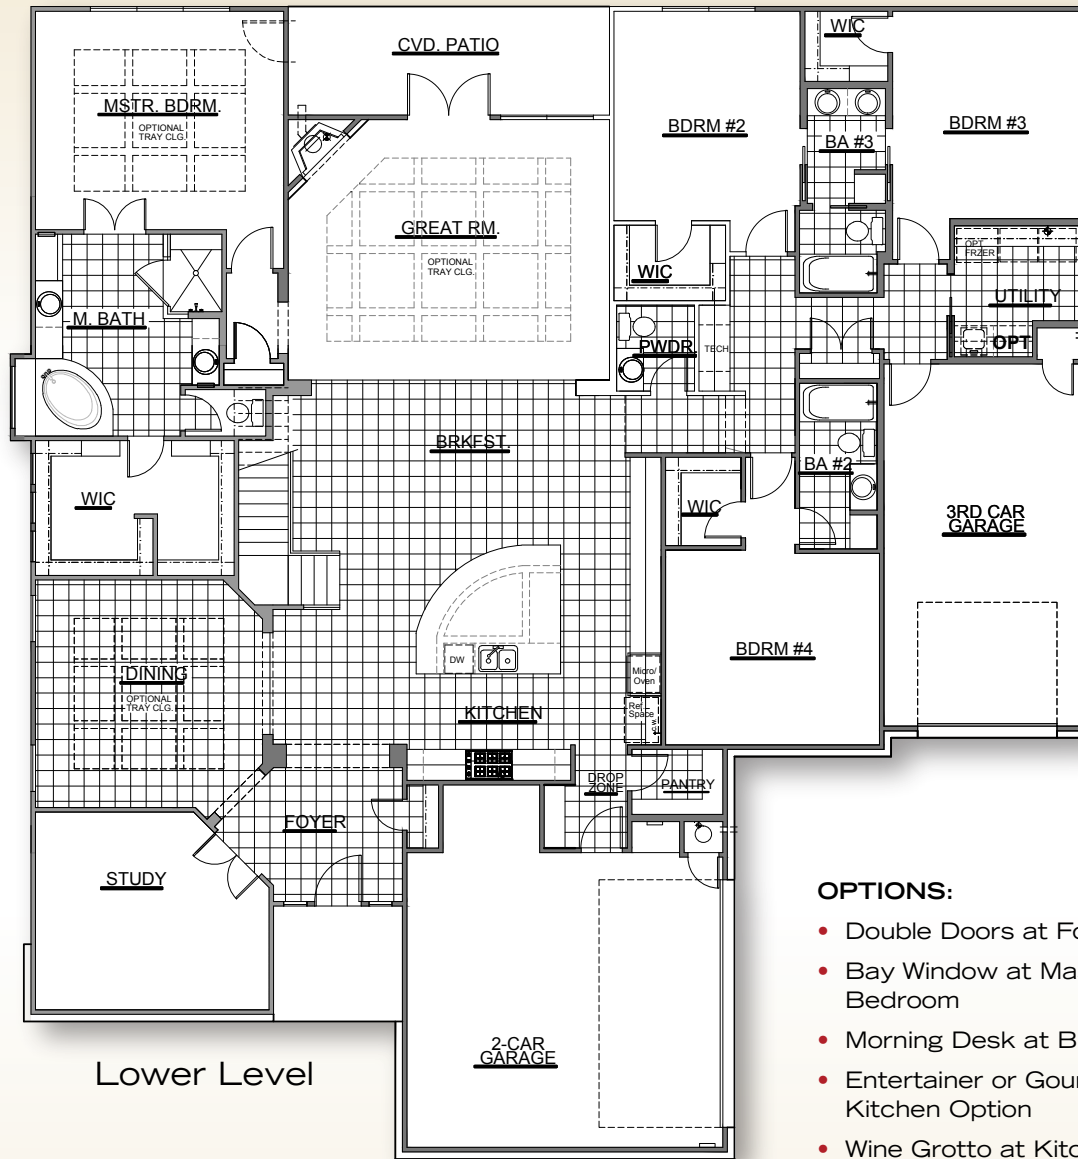 CVD. PATIO
WIC
MSTR. BDRM.
OPTIONAL
TRAY CLG.
BDRM #2
BA #3
BDRM #3
GREAT RM.
OPTIONAL
TRAY CLG.
WIC
OPT
FRZER
UTILITY
OPT
M. BATH
PWDR.
TECH
BRKFST.
BA #2
WIC
WIC
3RD CAR
GARAGE
DINING
OPTIONAL
TRAY CLG.
DW
Micro/
Oven
Ref
Space
BDRM #4
KITCHEN
DROP
ZONE
PANTRY
FOYER
STUDY
2-CAR
GARAGE
Lower Level
OPTIONS:
• Double Doors at Fo
• Bay Window at Ma
Bedroom
• Morning Desk at B
• Entertainer or Gour
Kitchen Option
• Wine Grotto at Kitc